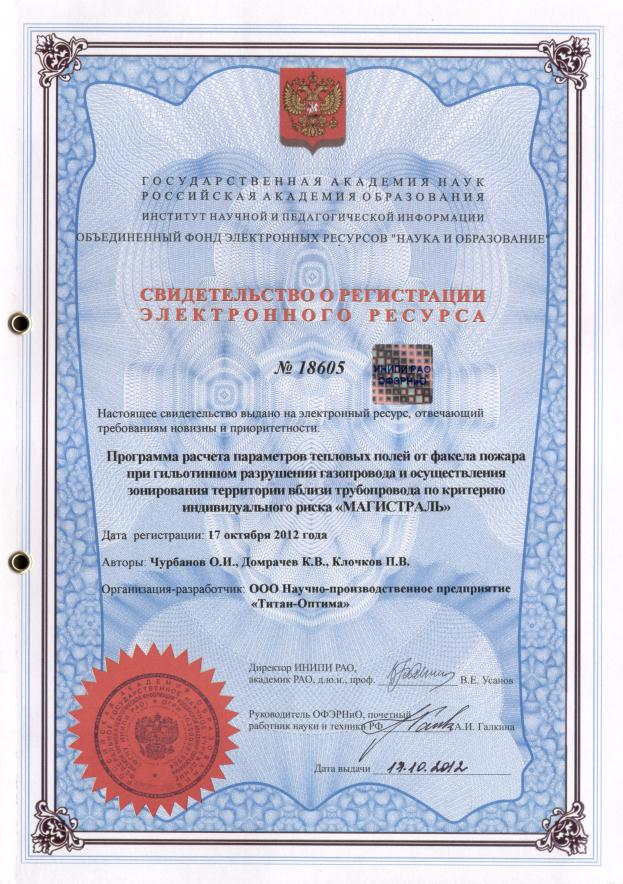 ГОСУДАРСТВЕННАЯ АКАДЕМИЯ НАУК
РОССИЙСКАЯ АКАДЕМИЯ ОБРАЗОВАНИЯ
ИНСТИТУТ НАУЧНОЙ И ПЕДАГОГИЧЕСКОЙ ИНФОРМАЦИИ
ОБЪЕДИНЕННЫЙ ФОНД ЭЛЕКТРОННЫХ РЕСУРСОВ "НАУКА И ОБРАЗОВАНИЕ"
СВИДЕТЕЛЬСТВО О РЕГИСТРАЦИИ
ЭЛЕКТРОННОГО РЕСУРСА
№ 18605
ИНИПИ РАО
ОФЭРНиО
Настоящее свидетельство выдано на электронный ресурс, отвечающий
требованиям новизны и приоритетности:
Программа расчета параметров тепловых полей от факела пожара
при гильотинном разрушении газопровода и осуществления
зонирования территории вблизи трубопровода по критерию
индивидуального риска «МАГИСТРАЛЬ»
Дата регистрации: 17 октября 2012 года
Авторы: Чурбанов О.И., Домрачев К.В., Клочков П.В.
Организация-разработчик: ООО Научно-производственное предприятие
«Титан-Оптима»
Директор ИНИПИ РАО,
академик РАО, д.ю.н., проф. В.Е. Усанов
Руководитель ОФЭРНиО, почетный
работник науки и техники РФ А.И. Галкина
Дата выдачи 19.10.2012